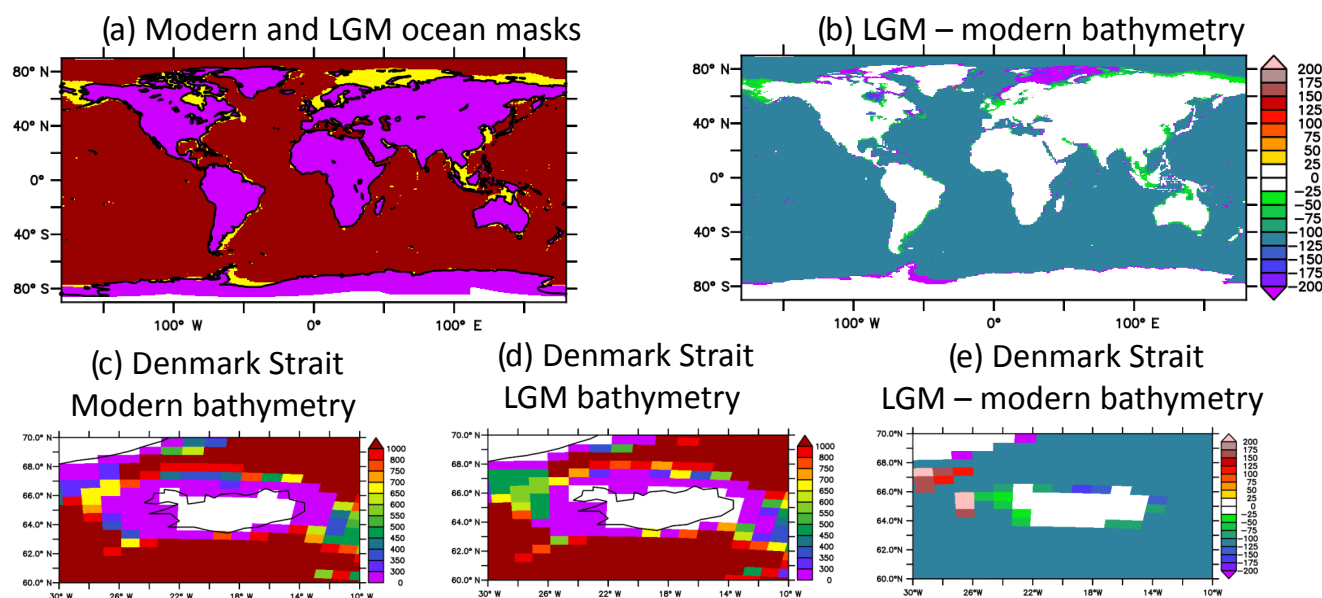 (a) Modern and LGM ocean masks
(b) LGM – modern bathymetry
80° N
40° N
0°
40° S
80° S
100° W
0°
100° E
80° N
40° N
0°
40° S
80° S
100° W
0°
100° E
200
150
100
75
50
25
0
−25
−50
−75
−100
−125
−150
−175
−200
(c) Denmark Strait
Modern bathymetry
(d) Denmark Strait
LGM bathymetry
(e) Denmark Strait
LGM – modern bathymetry
70.0° N
68.0° N
66.0° N
64.0° N
62.0° N
60.0° N
30° W
26° W
22° W
18° W
14° W
10° W
1000
800
700
650
600
550
500
450
400
350
300
0
70.0° N
68.0° N
66.0° N
64.0° N
62.0° N
60.0° N
30° W
26° W
22° W
18° W
14° W
10° W
1000
800
700
650
600
550
500
450
400
350
300
0
70.0° N
68.0° N
66.0° N
64.0° N
62.0° N
60.0° N
30° W
26° W
22° W
18° W
14° W
10° W
200
150
100
75
50
25
0
−25
−50
−75
−100
−125
−150
−175
−200